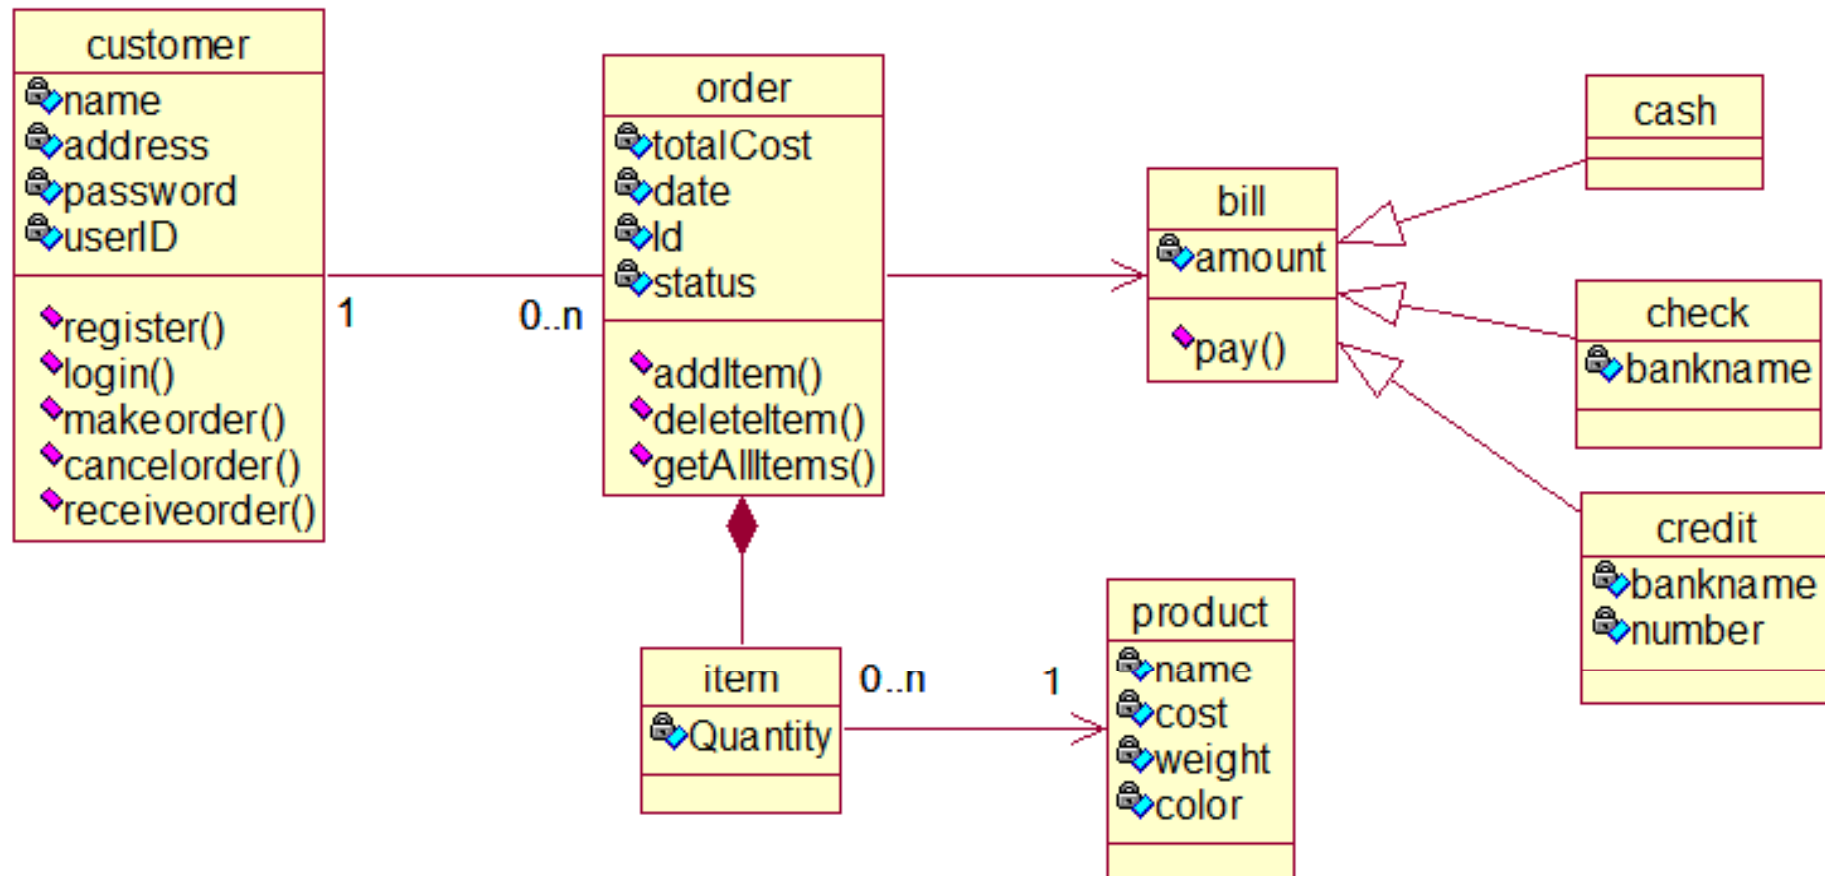 customer
name
address
password
userID
register()
login()
makeorder()
cancelorder()
receiveorder()
1
0..n
order
totalCost
date
Id
status
addItem()
deleteItem()
getAllItems()
bill
amount
pay()
cash
check
bankname
credit
bankname
number
item
Quantity
0..n
1
product
name
cost
weight
color